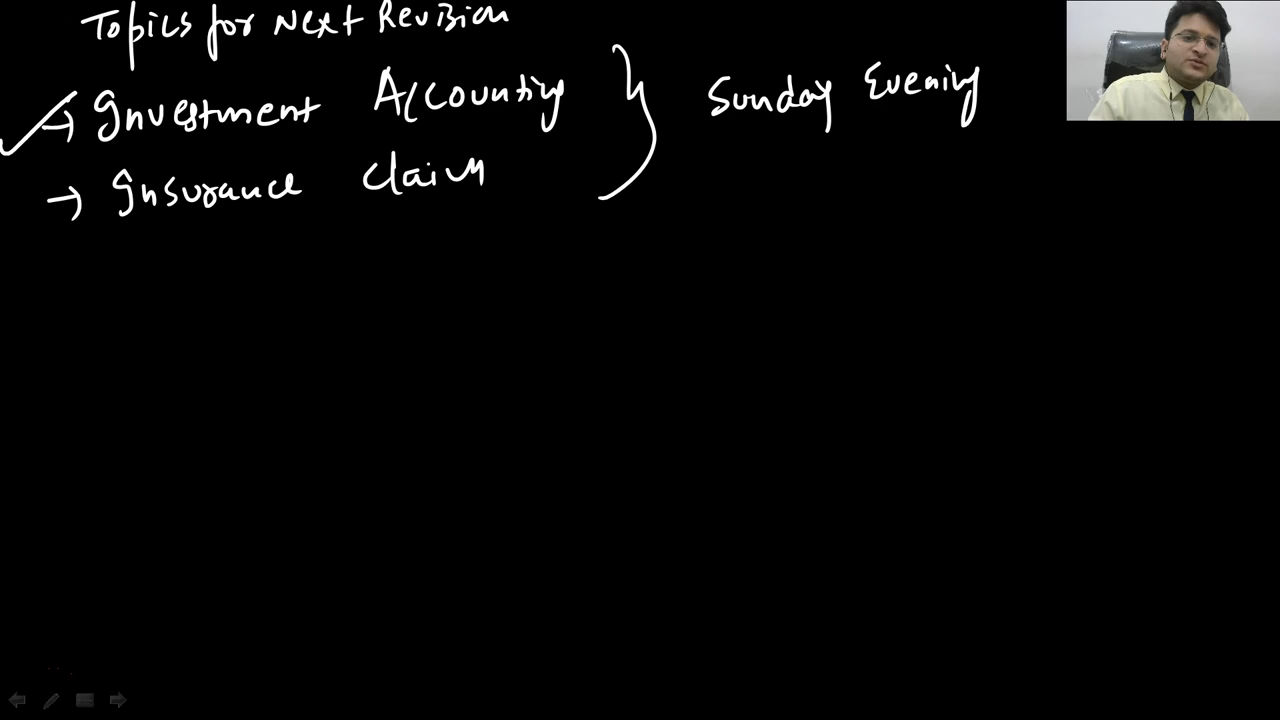 Topics for Next Revision
→ Investment Accounting } Sunday Evening
→ Insurance claim